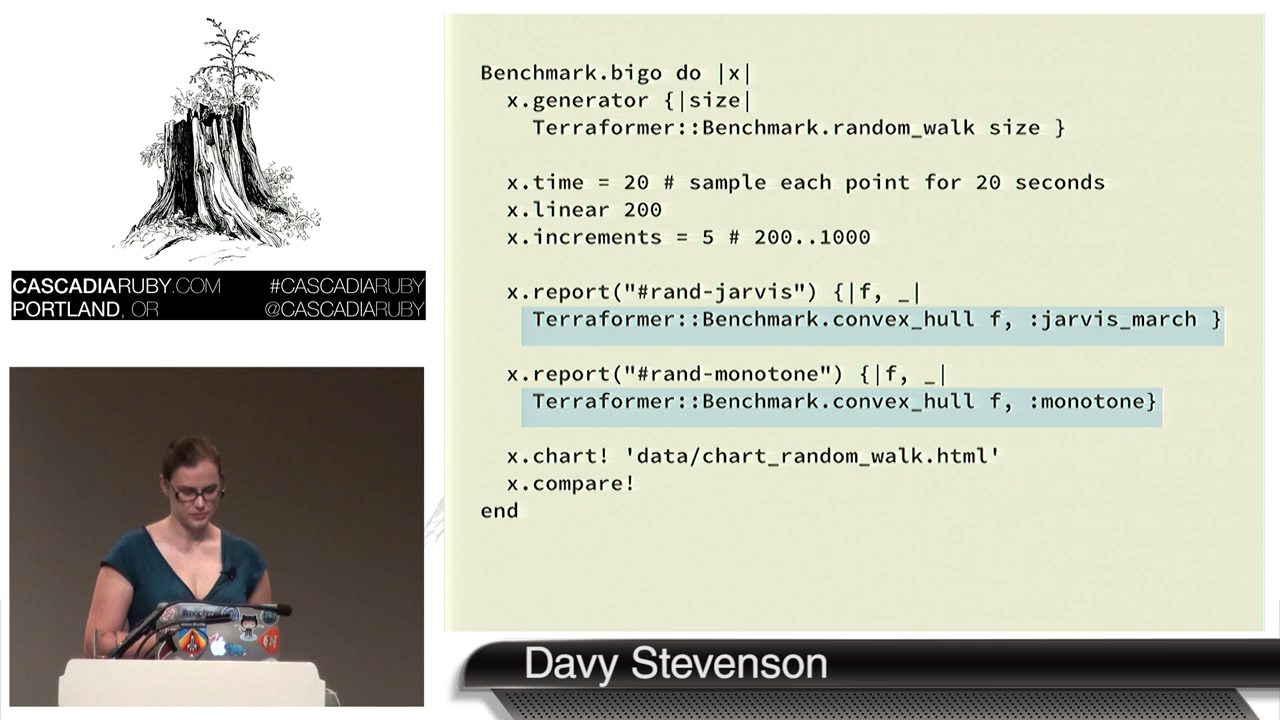 CASCADIARUBY.COM #CASCADIARUBY
PORTLAND, OR @CASCADIARUBY
Benchmark.bigo do |x|
  x.generator {|size|
    Terraformer::Benchmark.random_walk size }
  x.time = 20 # sample each point for 20 seconds
  x.linear 200
  x.increments = 5 # 200..1000
  x.report("#rand-jarvis") {|f, _|
    Terraformer::Benchmark.convex_hull f, :jarvis_march }
  x.report("#rand-monotone") {|f, _|
    Terraformer::Benchmark.convex_hull f, :monotone}
  x.chart! 'data/chart_random_walk.html'
  x.compare!
end
Davy Stevenson